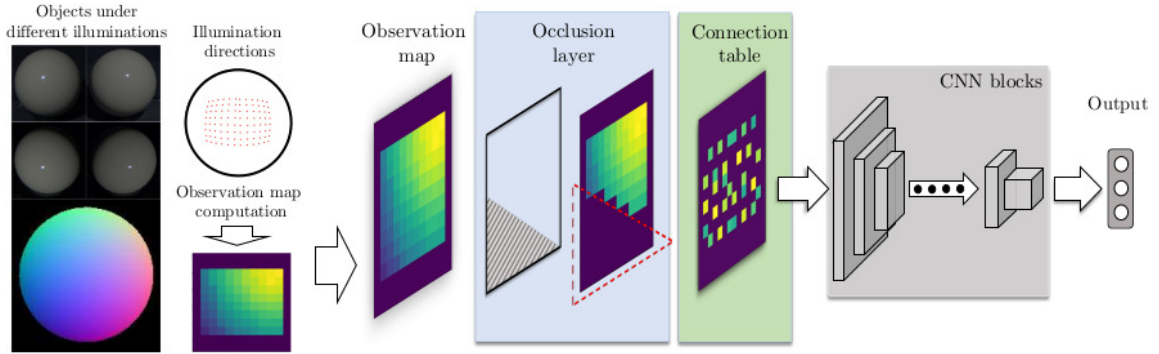 Objects under
different illuminations
Illumination
directions
Observation map
computation
Observation
map
Occlusion
layer
Connection
table
CNN blocks
Output